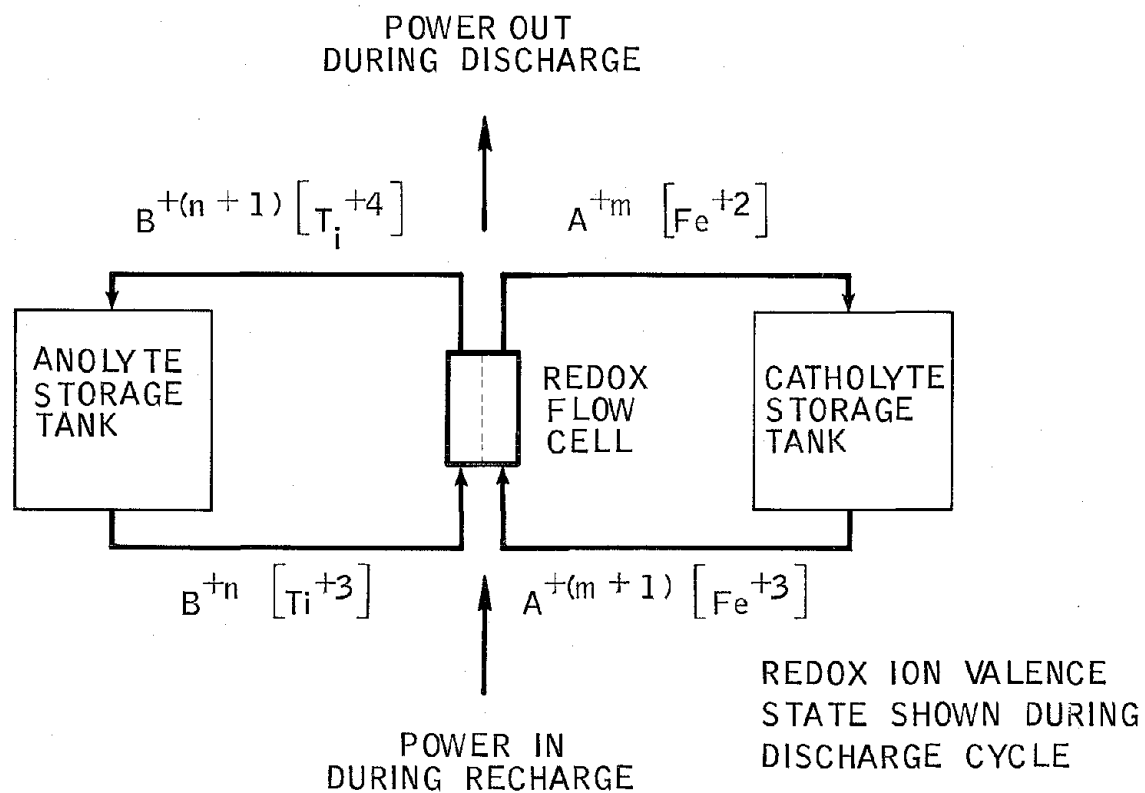 POWER OUT
DURING DISCHARGE
B+(n + 1) [Ti+4]
A+m [Fe+2]
ANOLYTE
STORAGE
TANK
REDOX
FLOW
CELL
CATHOLYTE
STORAGE
TANK
B+n [Ti+3]
A+(m + 1) [Fe+3]
POWER IN
DURING RECHARGE
REDOX ION VALENCE
STATE SHOWN DURING
DISCHARGE CYCLE